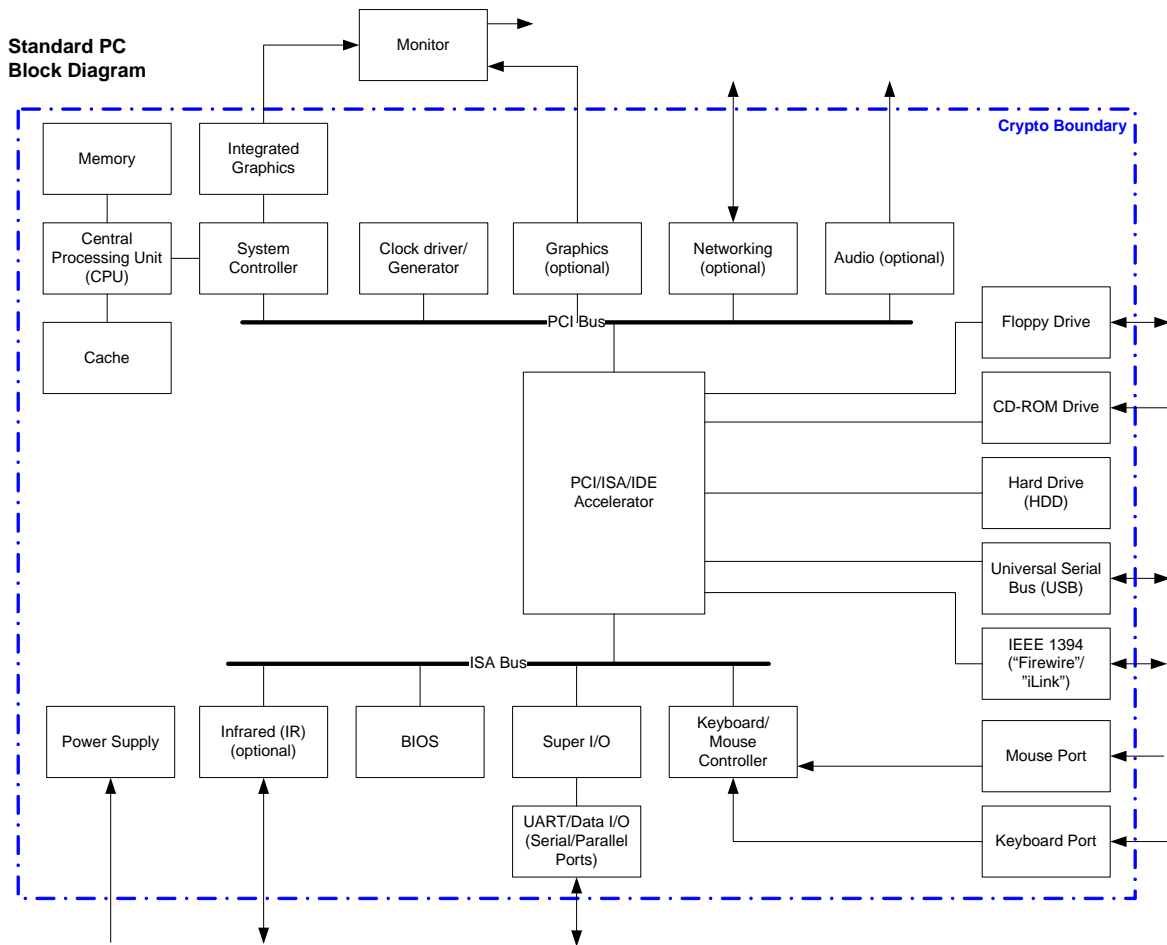 Standard PC
Block Diagram
Monitor
Crypto Boundary
Memory
Integrated
Graphics
Central
Processing Unit
(CPU)
System
Controller
Clock driver/
Generator
Graphics
(optional)
Networking
(optional)
Audio (optional)
PCI Bus
Cache
Floppy Drive
CD-ROM Drive
PCI/ISA/IDE
Accelerator
Hard Drive
(HDD)
Universal Serial
Bus (USB)
IEEE 1394
(“Firewire”/
”iLink”)
ISA Bus
Power Supply
Infrared (IR)
(optional)
BIOS
Super I/O
Keyboard/
Mouse
Controller
Mouse Port
UART/Data I/O
(Serial/Parallel
Ports)
Keyboard Port